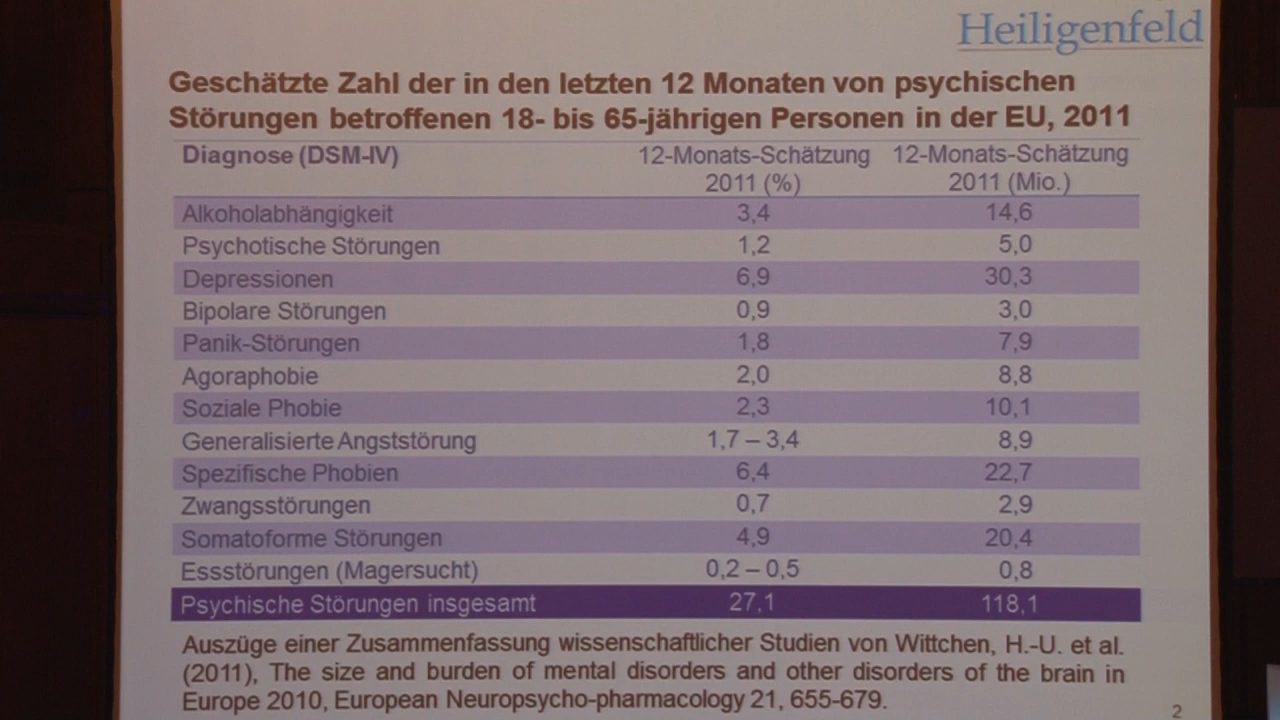 Heiligenfeld
Geschätzte Zahl der in den letzten 12 Monaten von psychischen
Störungen betroffenen 18- bis 65-jährigen Personen in der EU, 2011
Diagnose (DSM-IV) 12-Monats-Schätzung 2011 (%) 12-Monats-Schätzung 2011 (Mio.)
Alkoholabhängigkeit 3,4 14,6
Psychotische Störungen 1,2 5,0
Depressionen 6,9 30,3
Bipolare Störungen 0,9 3,0
Panik-Störungen 1,8 7,9
Agoraphobie 2,0 8,8
Soziale Phobie 2,3 10,1
Generalisierte Angststörung 1,7 – 3,4 8,9
Spezifische Phobien 6,4 22,7
Zwangsstörungen 0,7 2,9
Somatoforme Störungen 4,9 20,4
Essstörungen (Magersucht) 0,2 – 0,5 0,8
Psychische Störungen insgesamt 27,1 118,1
Auszüge einer Zusammenfassung wissenschaftlicher Studien von Wittchen, H.-U. et al.
(2011), The size and burden of mental disorders and other disorders of the brain in
Europe 2010, European Neuropsycho-pharmacology 21, 655-679.
2